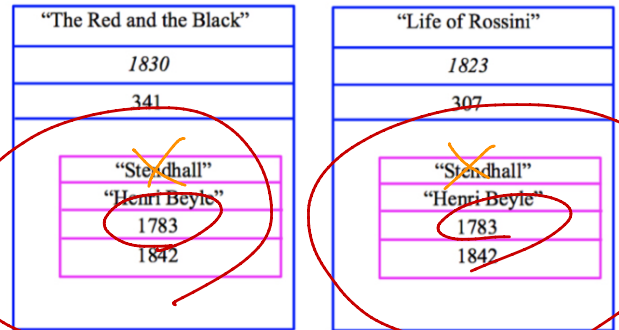 “The Red and the Black”
1830
341
“Stendhall”
“Henri Beyle”
1783
1842
“Life of Rossini”
1823
307
“Stendhall”
“Henri Beyle”
1783
1842